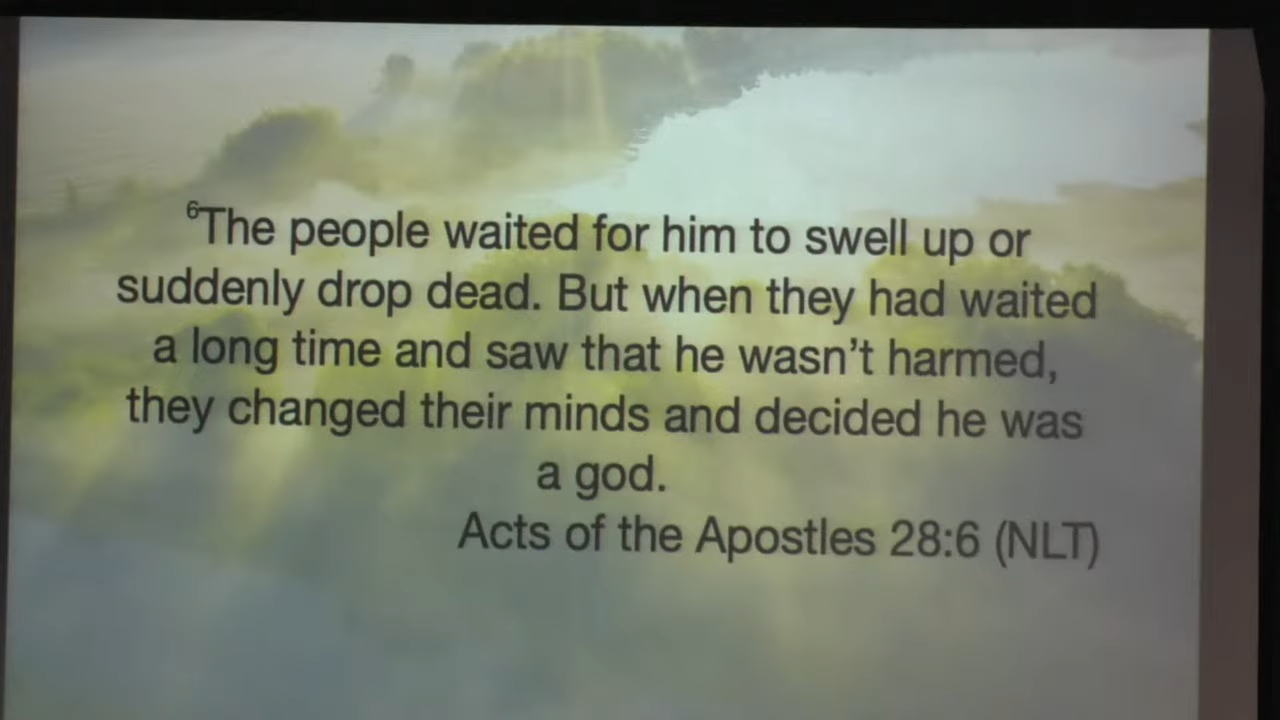 ⁶The people waited for him to swell up or
suddenly drop dead. But when they had waited
a long time and saw that he wasn't harmed,
they changed their minds and decided he was
a god.
Acts of the Apostles 28:6 (NLT)